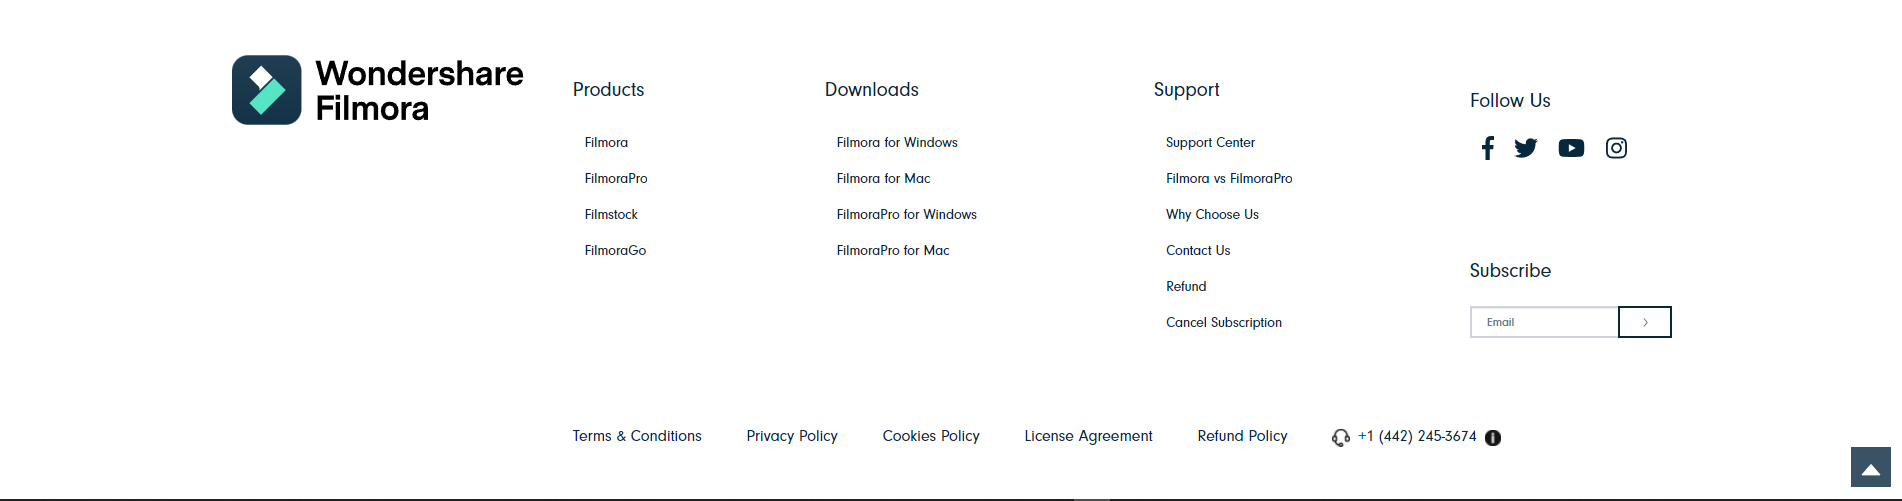 Wondershare
Filmora
Products
Filmora
FilmoraPro
Filmstock
FilmoraGo
Downloads
Filmora for Windows
Filmora for Mac
FilmoraPro for Windows
FilmoraPro for Mac
Support
Support Center
Filmora vs FilmoraPro
Why Choose Us
Contact Us
Refund
Cancel Subscription
Follow Us
Subscribe
Email
Terms & Conditions Privacy Policy Cookies Policy License Agreement Refund Policy +1 (442) 245-3674